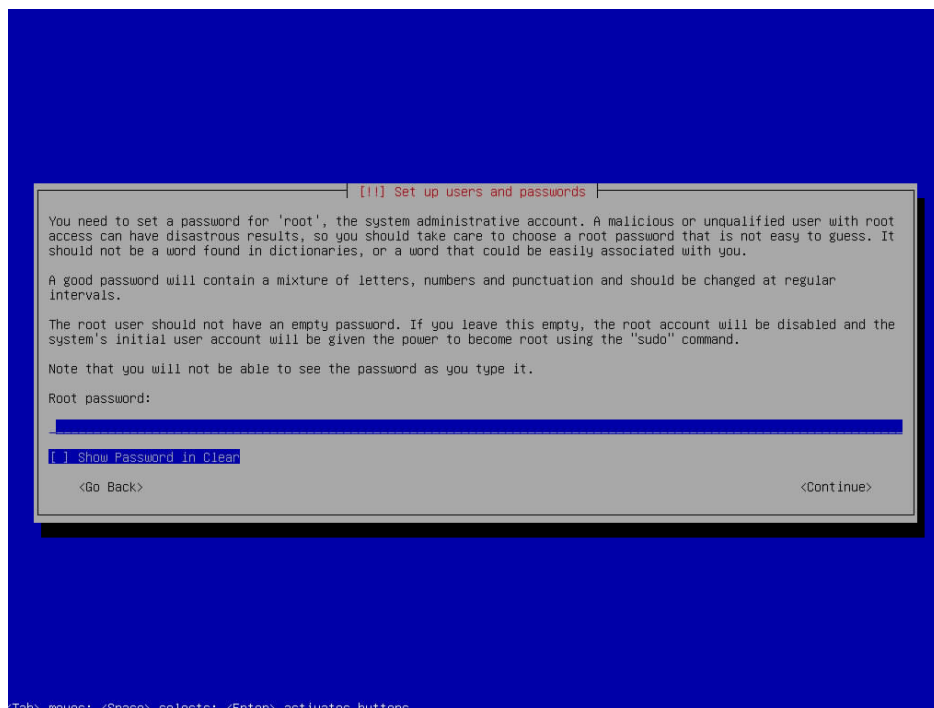 [!!] Set up users and passwords
You need to set a password for 'root', the system administrative account. A malicious or unqualified user with root
access can have disastrous results, so you should take care to choose a root password that is not easy to guess. It
should not be a word found in dictionaries, or a word that could be easily associated with you.
A good password will contain a mixture of letters, numbers and punctuation and should be changed at regular
intervals.
The root user should not have an empty password. If you leave this empty, the root account will be disabled and the
system's initial user account will be given the power to become root using the "sudo" command.
Note that you will not be able to see the password as you type it.
Root password:
[ ] Show Password in Clear
<Go Back> <Continue>
<Tab> moves; <Space> selects; <Enter> activates buttons